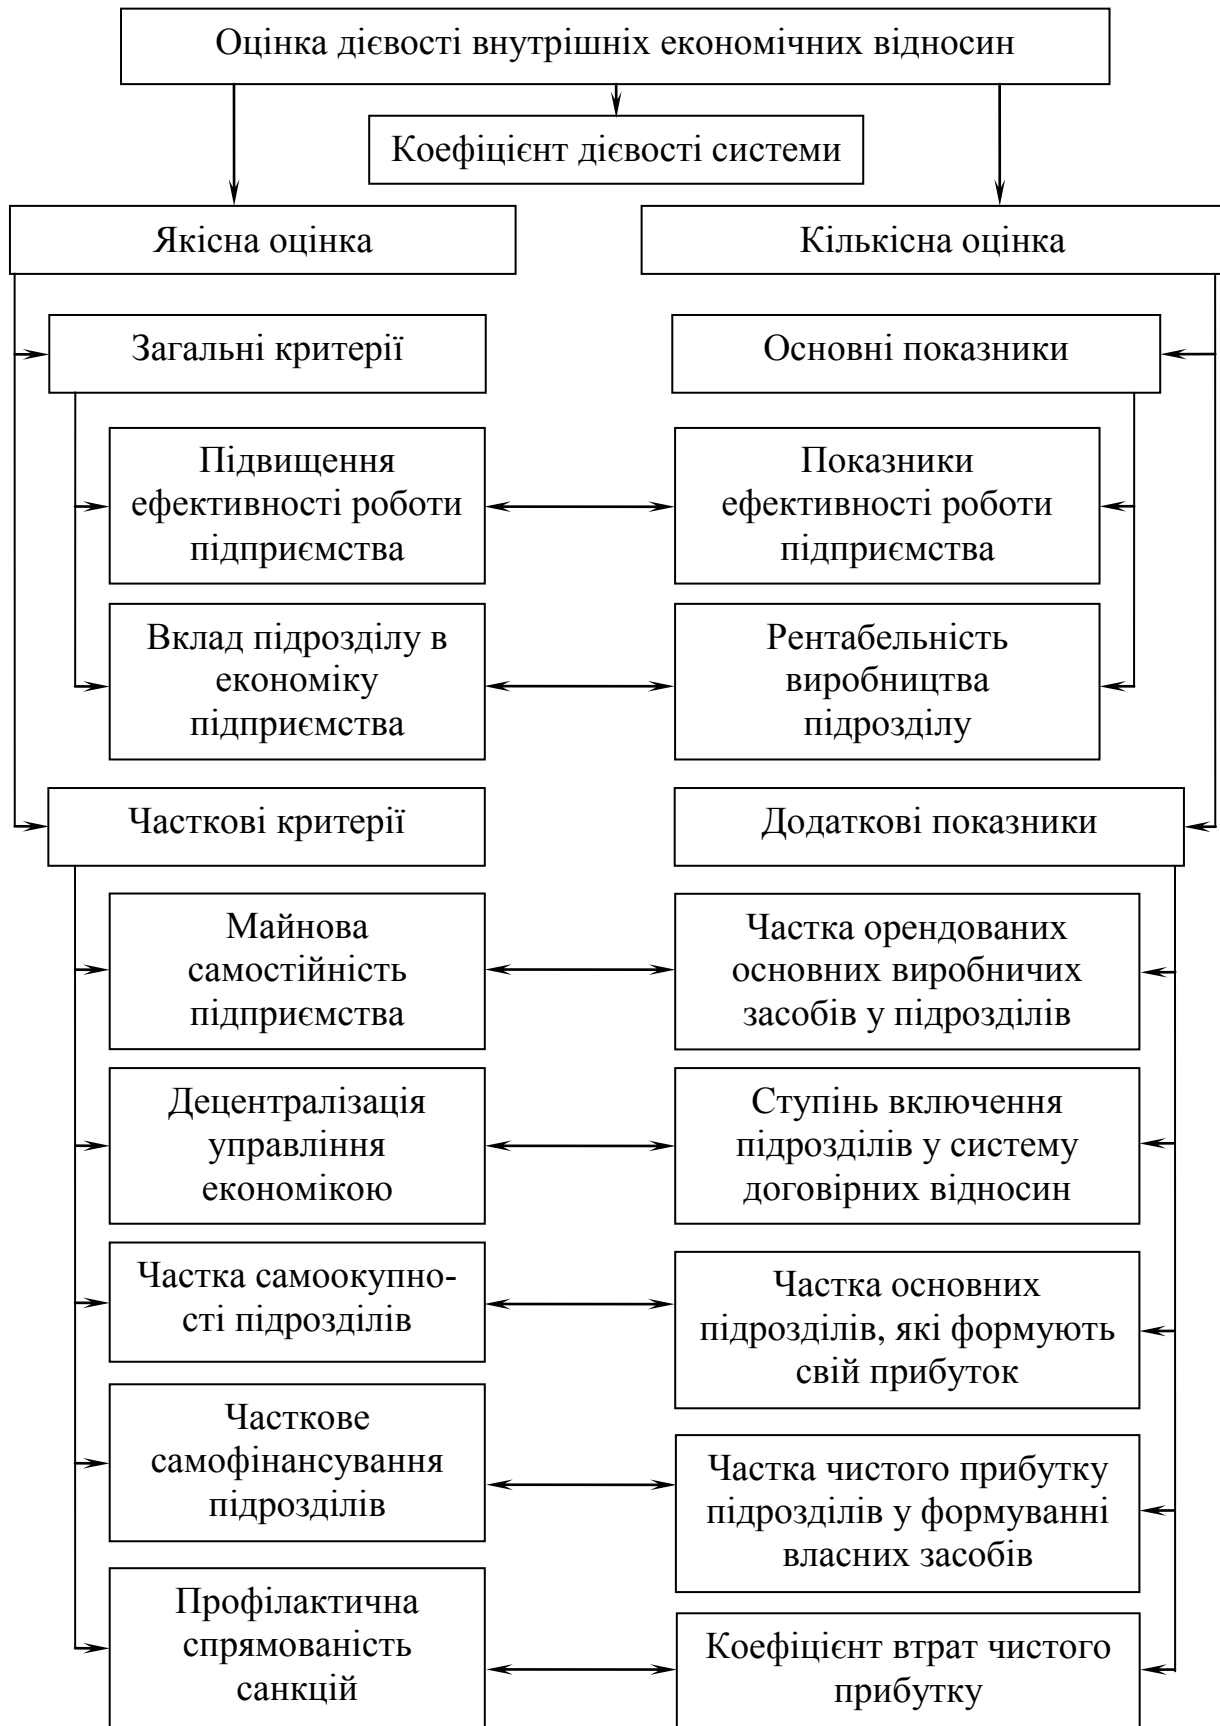 Оцінка дієвості внутрішніх економічних відносин
Коефіцієнт дієвості системи
Якісна оцінка
Кількісна оцінка
Загальні критерії
Основні показники
Підвищення
ефективності роботи
підприємства
Показники
ефективності роботи
підприємства
Вклад підрозділу в
економіку
підприємства
Рентабельність
виробництва
підрозділу
Часткові критерії
Додаткові показники
Майнова
самостійність
підприємства
Частка орендованих
основних виробничих
засобів у підрозділів
Децентралізація
управління
економікою
Ступінь включення
підрозділів у систему
договірних відносин
Частка самоокупно-
сті підрозділів
Частка основних
підрозділів, які формують
свій прибуток
Часткове
самофінансування
підрозділів
Частка чистого прибутку
підрозділів у формуванні
власних засобів
Профілактична
спрямованість
санкцій
Коефіцієнт втрат чистого
прибутку